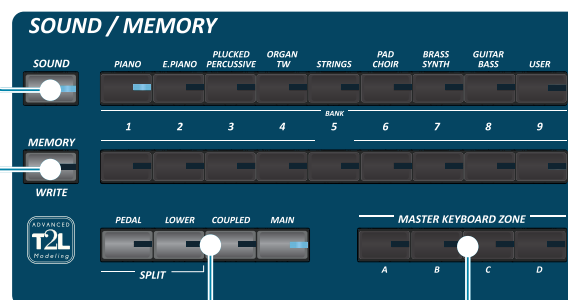 SOUND / MEMORY
SOUND
PIANO
E.PIANO
PLUCKED
PERCUSSIVE
ORGAN
TW
STRINGS
PAD
CHOIR
BRASS
SYNTH
GUITAR
BASS
USER
BANK
1 2 3 4 5 6 7 8 9
MEMORY
WRITE
ADVANCED
T2L
Modeling
PEDAL LOWER COUPLED MAIN
SPLIT
MASTER KEYBOARD ZONE
A B C D